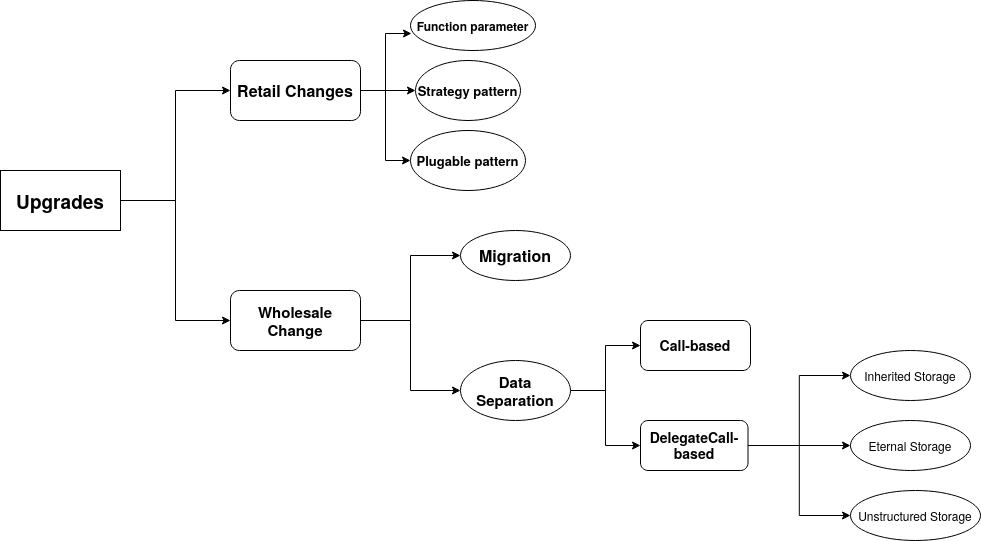 Function parameter
Retail Changes
Strategy pattern
Plugable pattern
Upgrades
Migration
Wholesale
Change
Data
Separation
Call-based
DelegateCall-
based
Inherited Storage
Eternal Storage
Unstructured Storage